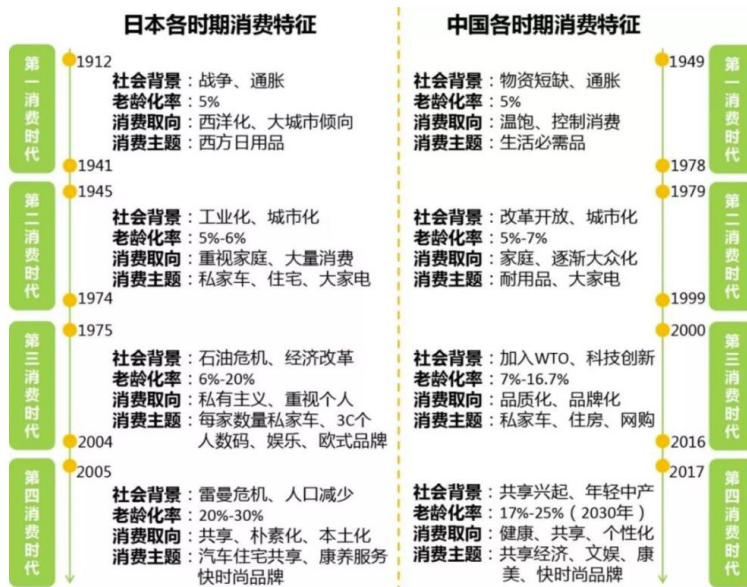 日本各时期消费特征
第一消费时代
1912
社会背景：战争、通胀
老龄化率：5%
消费取向：西洋化、大城市倾向
消费主题：西方日用品
1941
第二消费时代
1945
社会背景：工业化、城市化
老龄化率：5%-6%
消费取向：重视家庭、大量消费
消费主题：私家车、住宅、大家电
1974
第三消费时代
1975
社会背景：石油危机、经济改革
老龄化率：6%-20%
消费取向：私有主义、重视个人
消费主题：每家数量私家车、3C个
人数码、娱乐、欧式品牌
2004
第四消费时代
2005
社会背景：雷曼危机、人口减少
老龄化率：20%-30%
消费取向：共享、朴素化、本土化
消费主题：汽车住宅共享、康养服务
快时尚品牌
中国各时期消费特征
第一消费时代
1949
社会背景：物资短缺、通胀
老龄化率：5%
消费取向：温饱、控制消费
消费主题：生活必需品
1978
第二消费时代
1979
社会背景：改革开放、城市化
老龄化率：5%-7%
消费取向：家庭、逐渐大众化
消费主题：耐用品、大家电
1999
第三消费时代
2000
社会背景：加入WTO、科技创新
老龄化率：7%-16.7%
消费取向：品质化、品牌化
消费主题：私家车、住房、网购
2016
第四消费时代
2017
社会背景：共享兴起、年轻中产
老龄化率：17%-25%（2030年）
消费取向：健康、共享、个性化
消费主题：共享经济、文娱、康
美、快时尚品牌